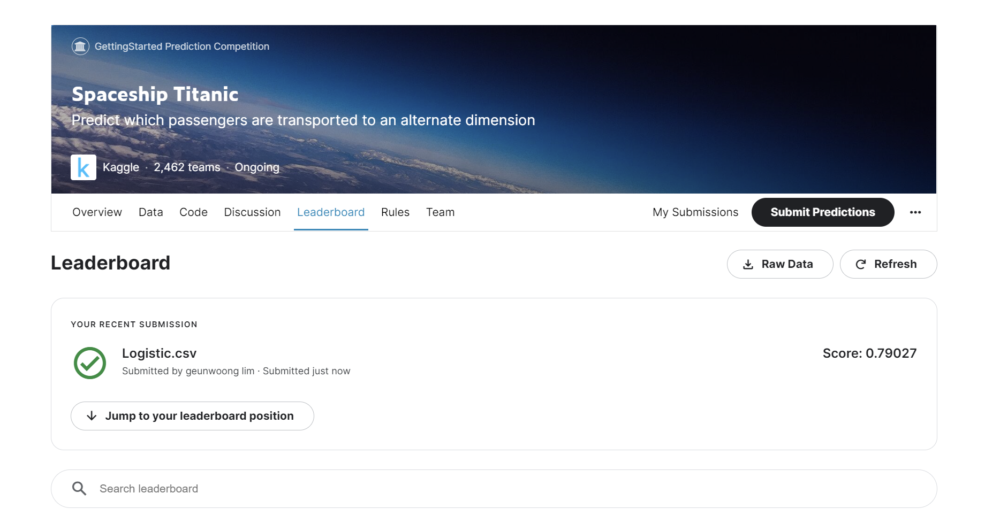 GettingStarted Prediction Competition
Spaceship Titanic
Predict which passengers are transported to an alternate dimension
k Kaggle · 2,462 teams · Ongoing
Overview Data Code Discussion Leaderboard Rules Team My Submissions Submit Predictions ···
Leaderboard Raw Data Refresh
YOUR RECENT SUBMISSION
Logistic.csv Score: 0.79027
Submitted by geunwoong lim · Submitted just now
Jump to your leaderboard position
Search leaderboard